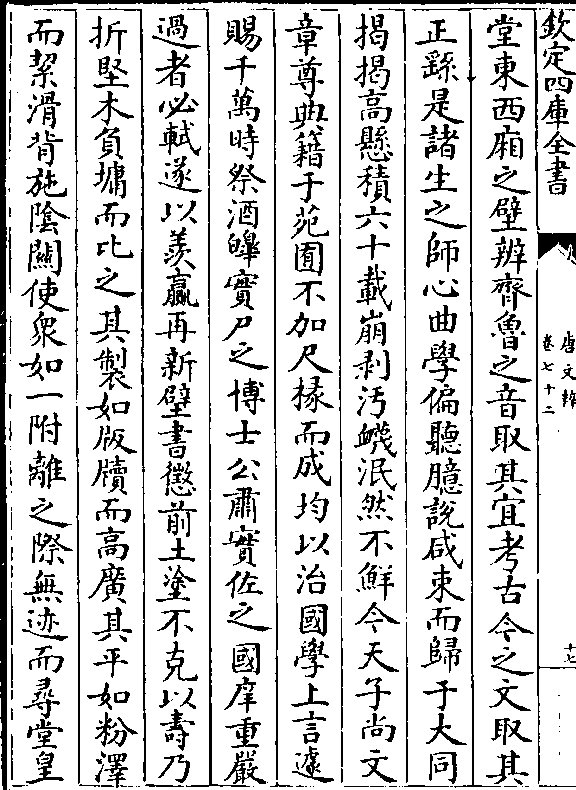 欽定四庫全書
唐文粹
卷七十二
十七
堂東西廂之壁辨齊魯之音取其宜考古今之文取其
正繇是諸生之師心曲學偏聽臆說咸束而歸于大同
揭揭高懸積六十載崩剥汚衊泯然不鮮今天子尚文
章尊典籍于苑囿不加尺椽而成均以治國學上言遽
賜千萬時祭酒皡實尸之博士公肅實佐之國庠重嚴
過者必軾遂以羨贏再新壁書懲前土塗不克以壽乃
折堅木負墉而比之其製如版牘而高廣其平如粉澤
而絜滑背施陰關使衆如一附離之際無迹而尋堂皇